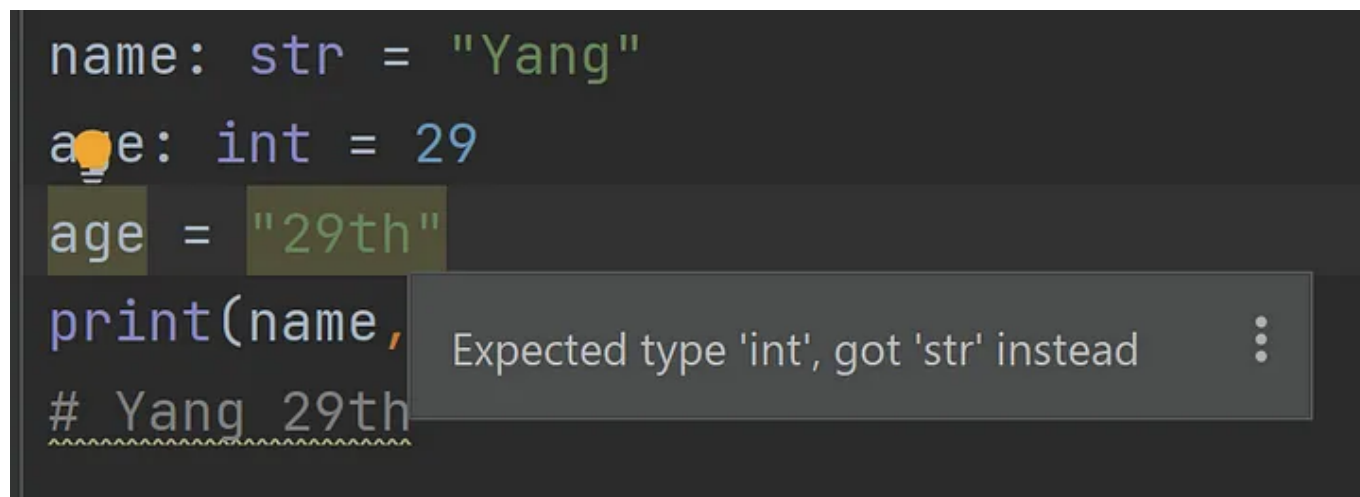 name: str = "Yang"
age: int = 29
age = "29th"
print(name,
Expected type 'int', got 'str' instead
# Yang 29th